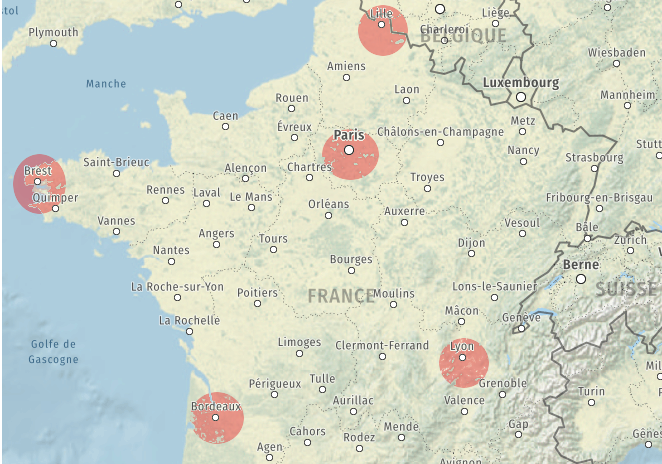 Lille
Liège
stol
Plymouth
Charleroi
BELGIQUE
Wiesbaden
Amiens
Manche
Luxembourg
Rouen
Laon
Mannheim
Caen
Évreux
Paris
Châlons-en-Champagne
Metz
Nancy
Strasbourg
Stutt
Saint-Brieuc
Brest
Alençon
Chartres
Troyes
Quimper
Rennes
Laval
Le Mans
Orléans
Auxerre
Fribourg-en-Brisgau
Vannes
Angers
Tours
Vesoul
Bâle
Zurich
Nantes
Dijon
Bourges
Berne
La Roche-sur-Yon
Poitiers
FRANCE
Moulins
Lons-le-Saunier
SUISSE
La Rochelle
Mâcon
Genève
Golfe de
Gascogne
Limoges
Clermont-Ferrand
Lyon
Périgueux
Tulle
Grenoble
Mil
Turin
Bordeaux
Aurillac
Valence
Cahors
Rodez
Mende
Gap
Gênes
Agen
Avignon